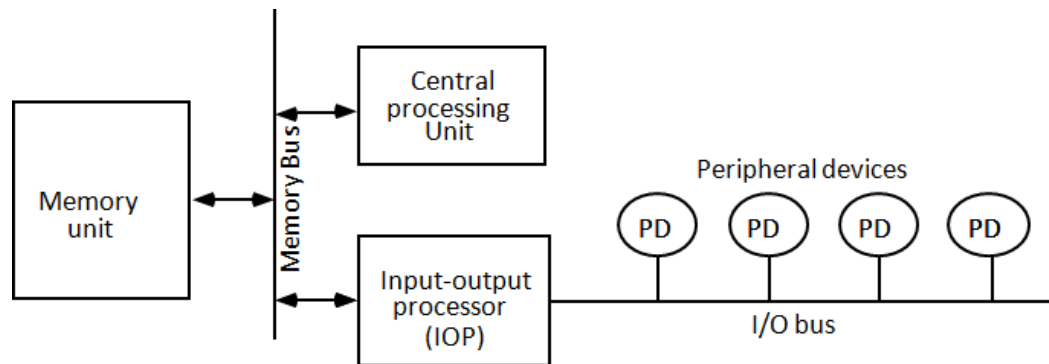 Memory
unit
Memory Bus
Central
processing
Unit
Input-output
processor
(IOP)
Peripheral devices
PD
PD
PD
PD
I/O bus